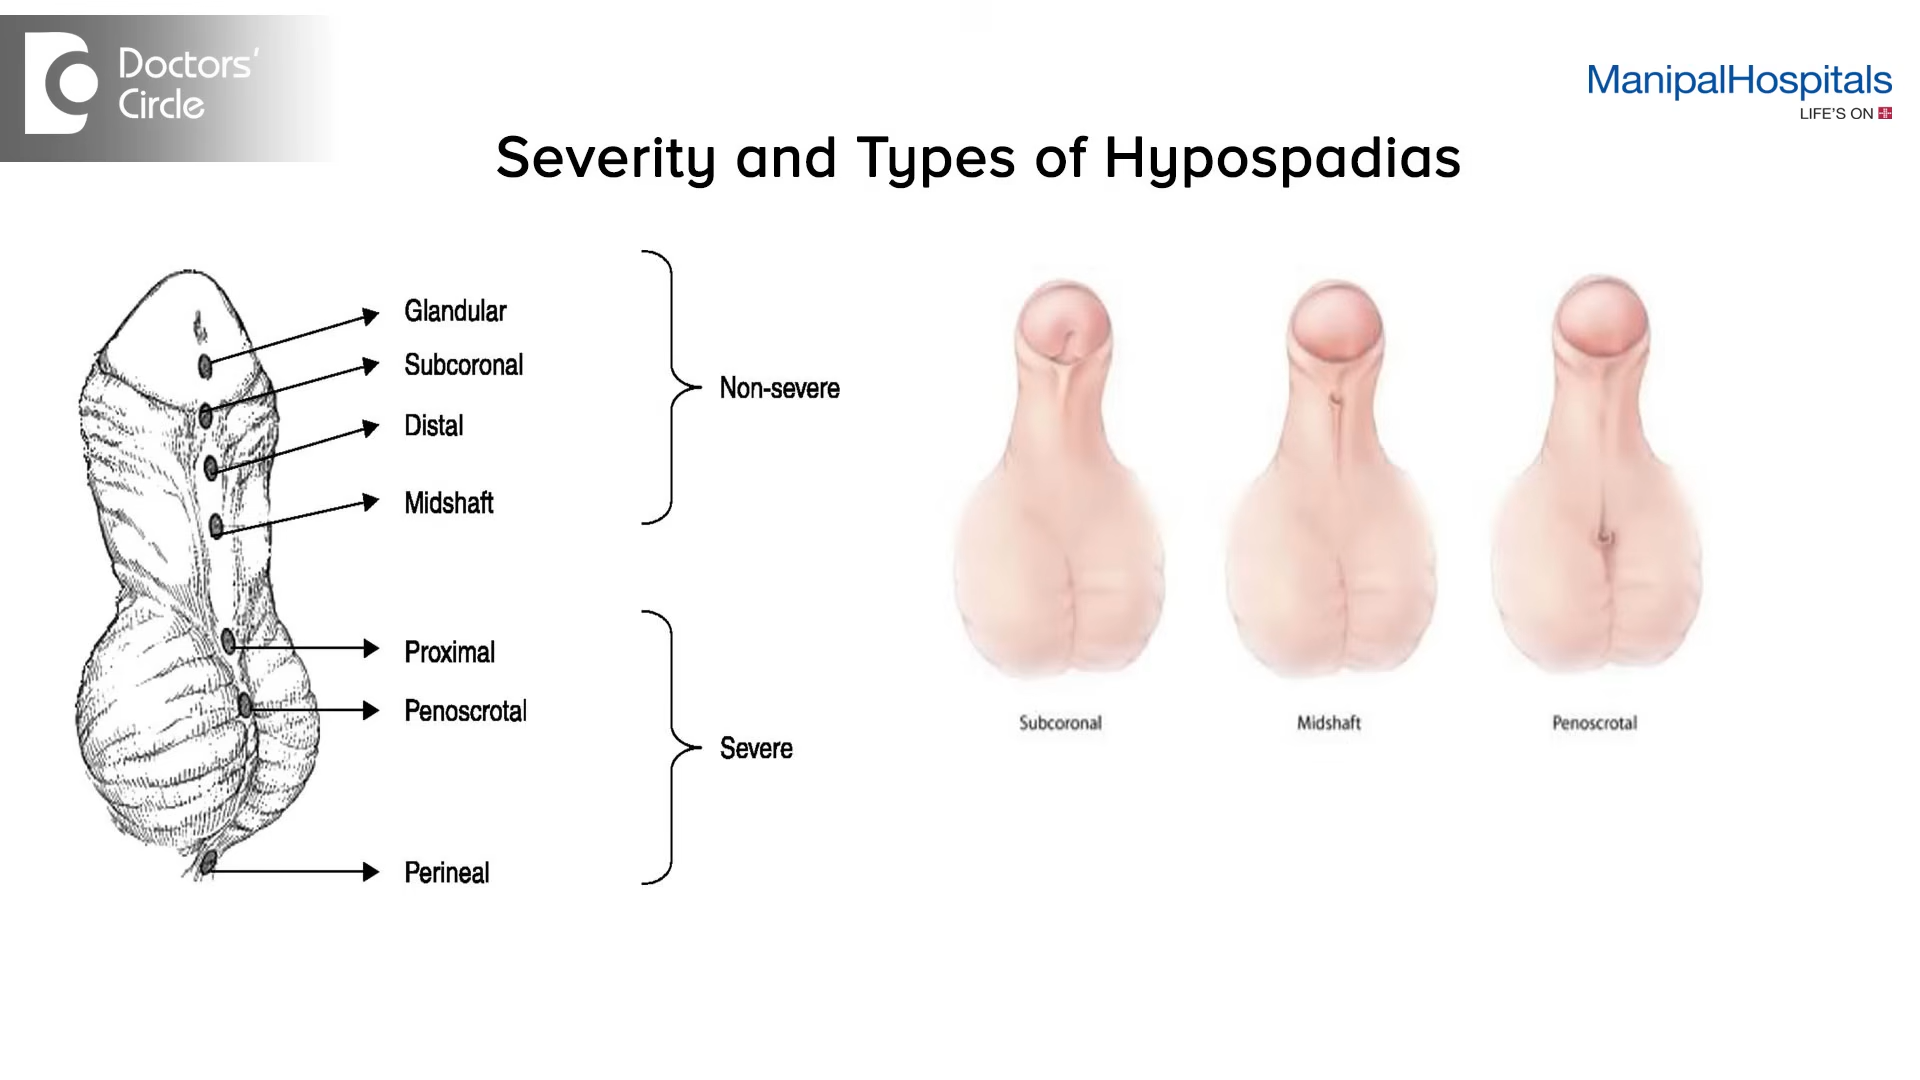 Doctors'
Circle
ManipalHospitals
LIFE'S ON
Severity and Types of Hypospadias
Glandular
Subcoronal
Distal
Midshaft
Non-severe
Proximal
Penoscrotal
Perineal
Severe
Subcoronal
Midshaft
Penoscrotal